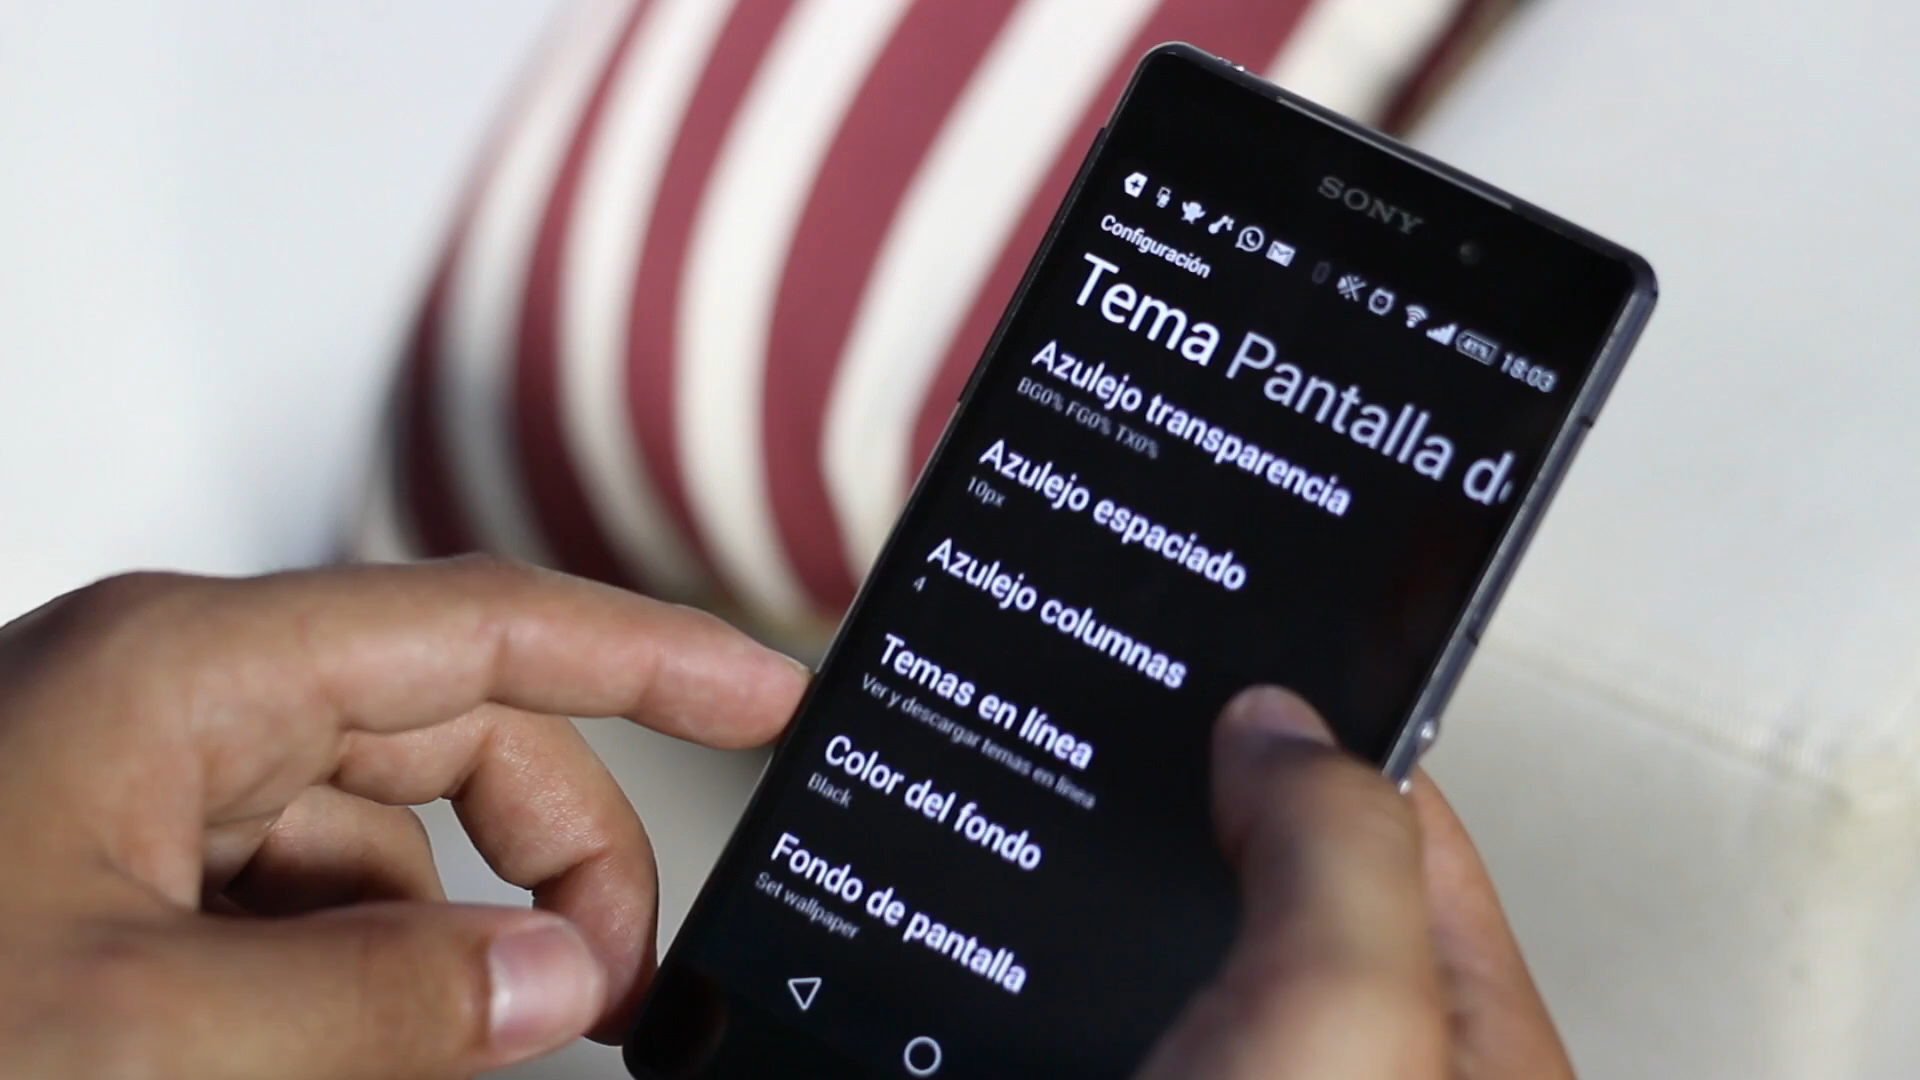 SONY
41% 18:03
Configuración
Tema Pantalla d
Azulejo transparencia
BG0% FG0% TX0%
Azulejo espaciado
10px
Azulejo columnas
4
Temas en línea
Ver y descargar temas en línea
Color del fondo
Black
Fondo de pantalla
Set wallpaper